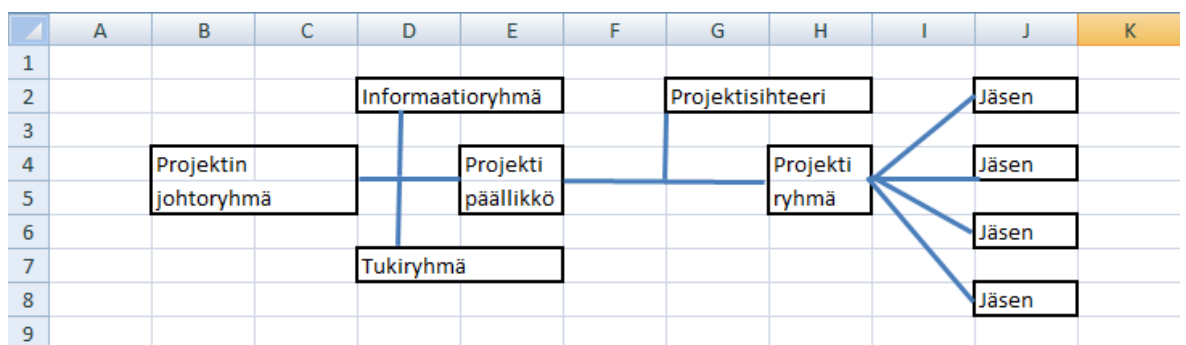 A B C D E F G H I J K
1
2 Informaatioryhmä Projektisihteeri Jäsen
3
4 Projektin Projekti Projekti Jäsen
5 johtoryhmä päällikkö ryhmä
6 Jäsen
7 Tukiryhmä
8 Jäsen
9